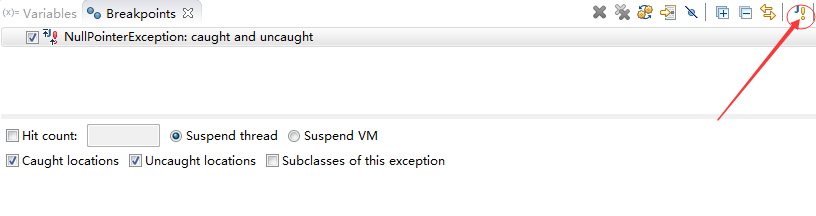 (x)= Variables Breakpoints
NullPointerException: caught and uncaught
Hit count: Suspend thread Suspend VM
Caught locations Uncaught locations Subclasses of this exception